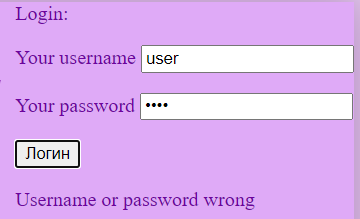 Login:
Your username user
Your password ••••
Логин
Username or password wrong